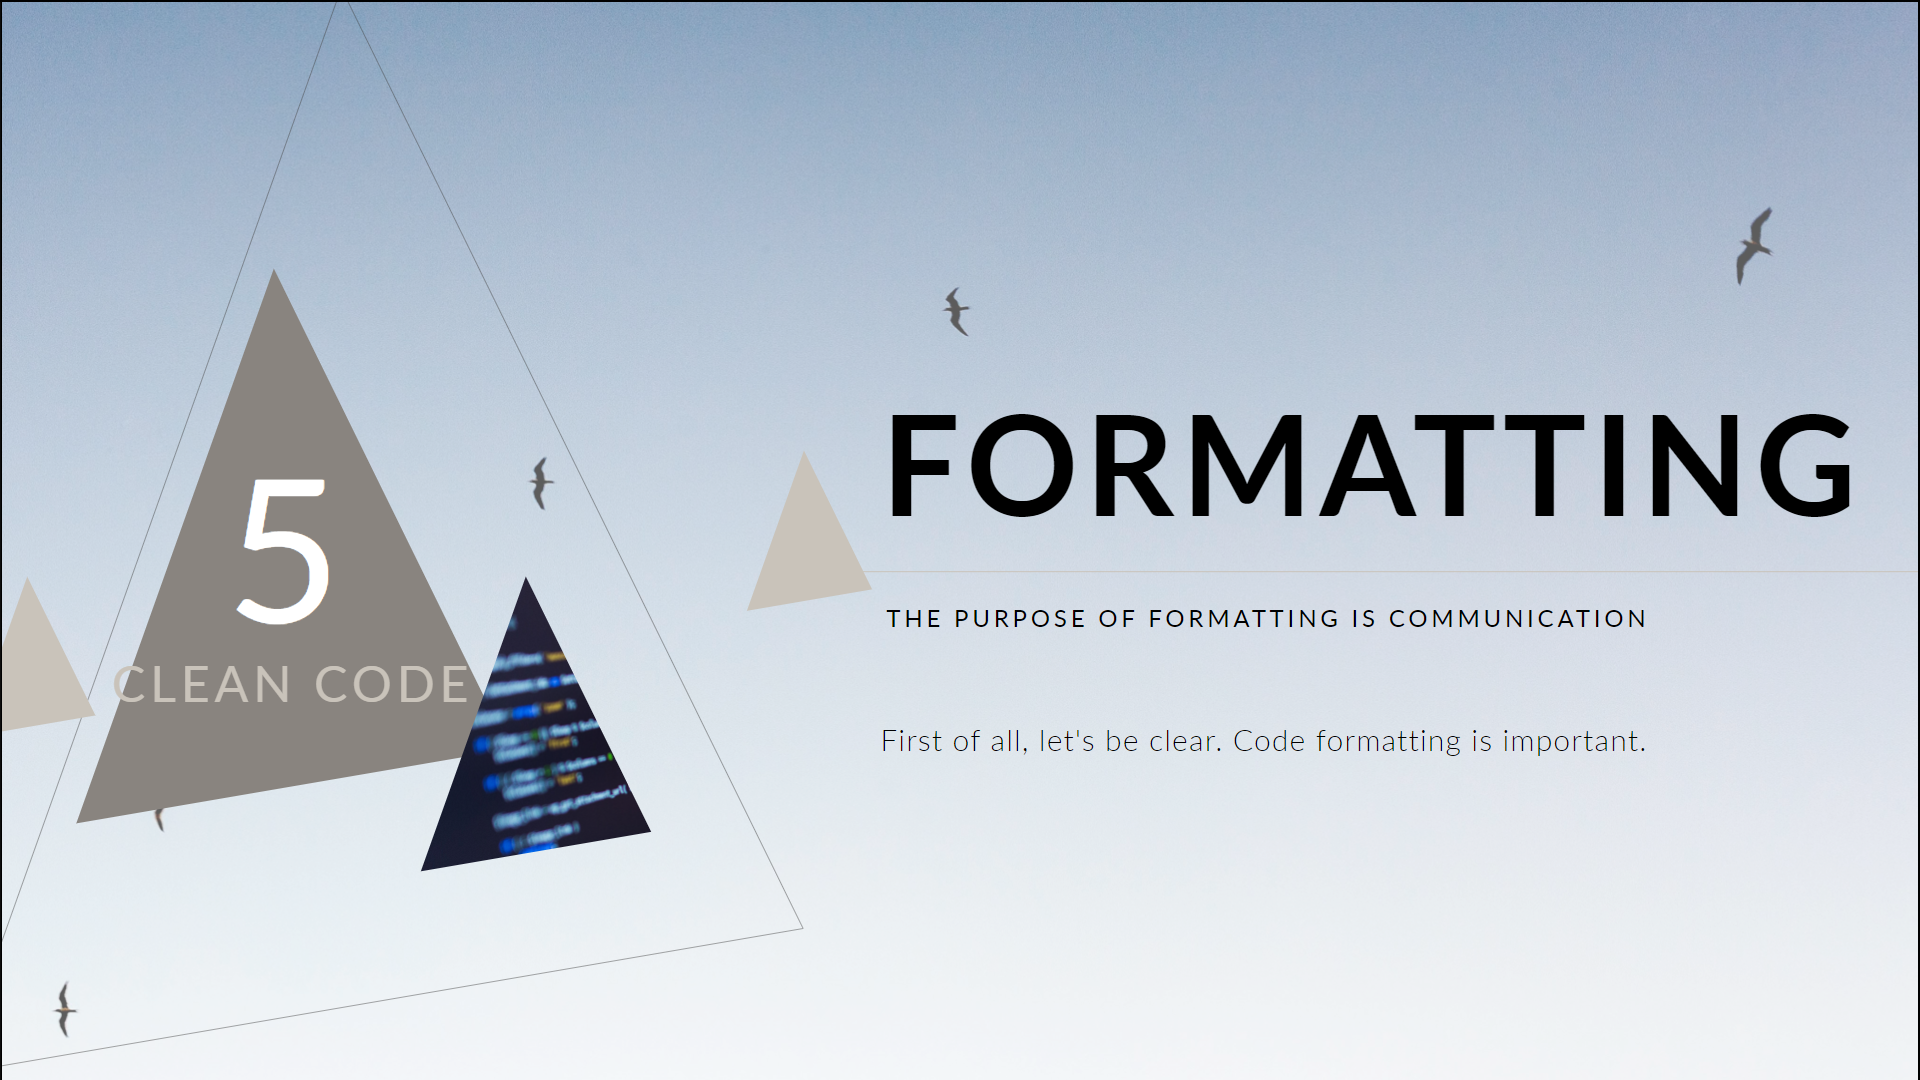 5
CLEAN CODE
FORMATTING
THE PURPOSE OF FORMATTING IS COMMUNICATION
First of all, let's be clear. Code formatting is important.